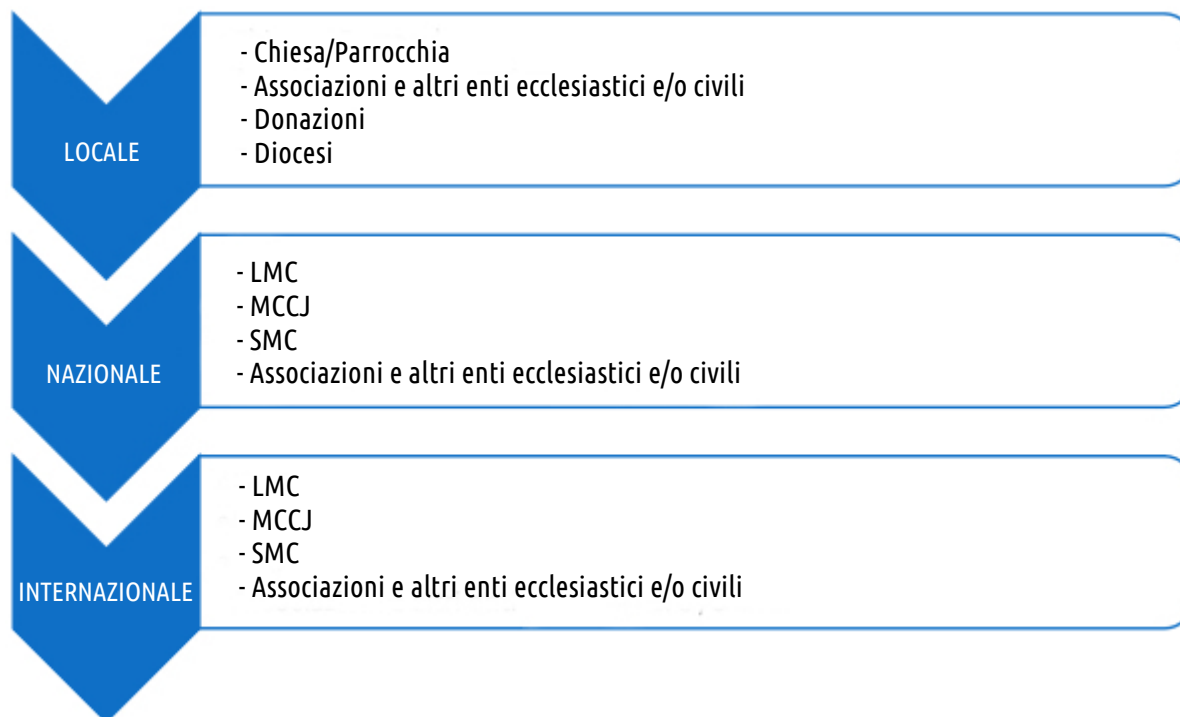 LOCALE
- Chiesa/Parrocchia
- Associazioni e altri enti ecclesiastici e/o civili
- Donazioni
- Diocesi
NAZIONALE
- LMC
- MCCJ
- SMC
- Associazioni e altri enti ecclesiastici e/o civili
INTERNAZIONALE
- LMC
- MCCJ
- SMC
- Associazioni e altri enti ecclesiastici e/o civili